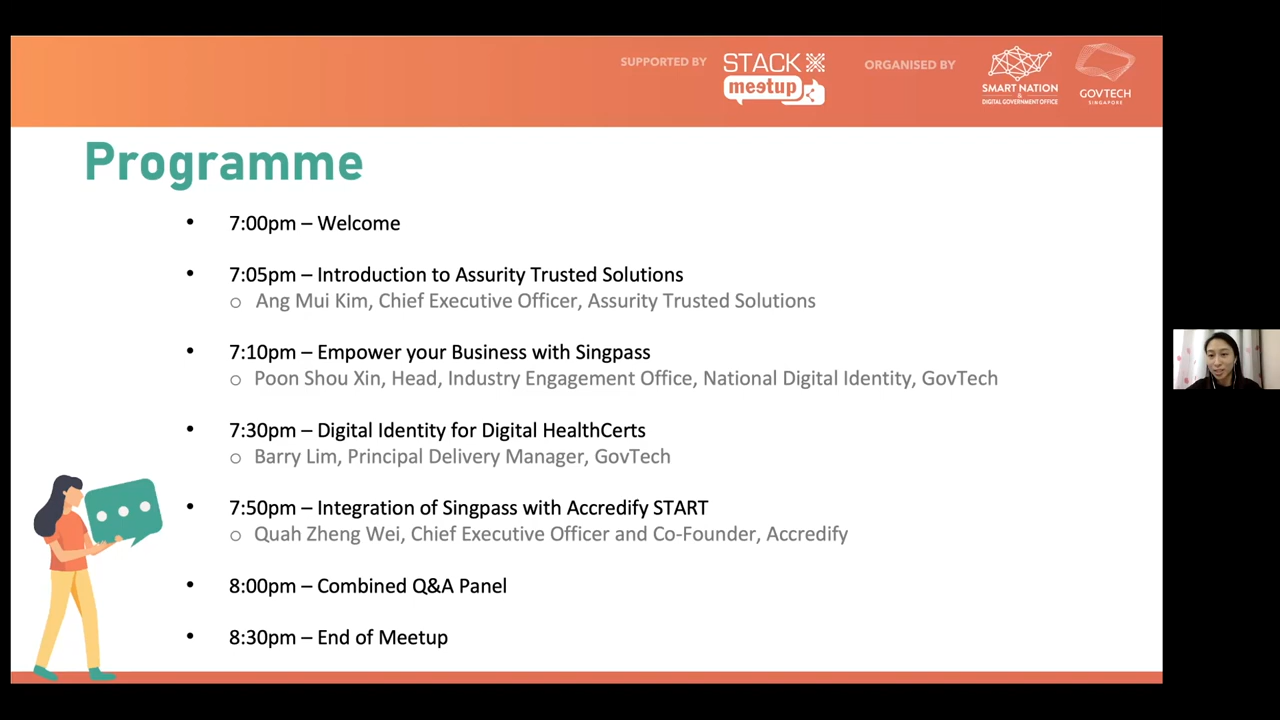 SUPPORTED BY
STACK
meetup
ORGANISED BY
SMART NATION
&
DIGITAL GOVERNMENT OFFICE
GOVTECH
SINGAPORE
Programme
• 7:00pm – Welcome
• 7:05pm – Introduction to Assurity Trusted Solutions
o Ang Mui Kim, Chief Executive Officer, Assurity Trusted Solutions
• 7:10pm – Empower your Business with Singpass
o Poon Shou Xin, Head, Industry Engagement Office, National Digital Identity, GovTech
• 7:30pm – Digital Identity for Digital HealthCerts
o Barry Lim, Principal Delivery Manager, GovTech
• 7:50pm – Integration of Singpass with Accredify START
o Quah Zheng Wei, Chief Executive Officer and Co-Founder, Accredify
• 8:00pm – Combined Q&A Panel
• 8:30pm – End of Meetup